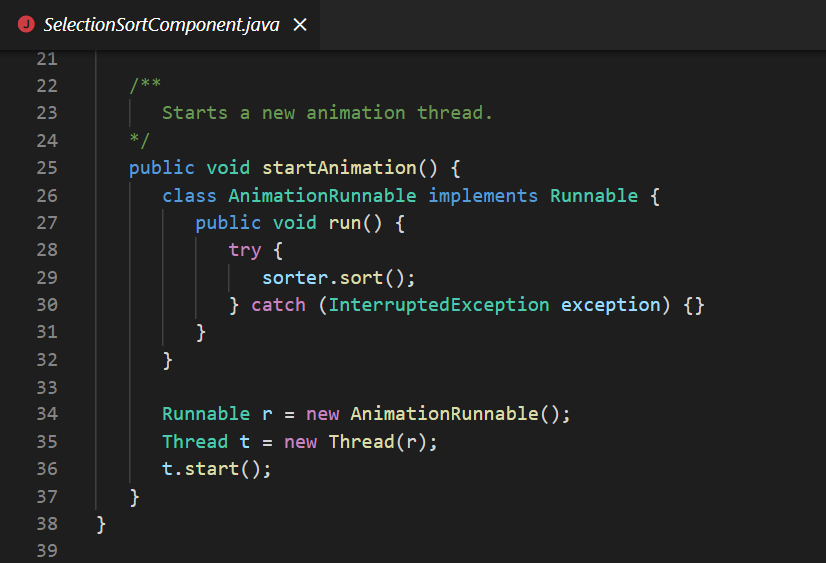 J SelectionSortComponent.java ×
21
22 /**
23 Starts a new animation thread.
24 */
25 public void startAnimation() {
26 class AnimationRunnable implements Runnable {
27 public void run() {
28 try {
29 sorter.sort();
30 } catch (InterruptedException exception) {}
31 }
32 }
33
34 Runnable r = new AnimationRunnable();
35 Thread t = new Thread(r);
36 t.start();
37 }
38 }
39